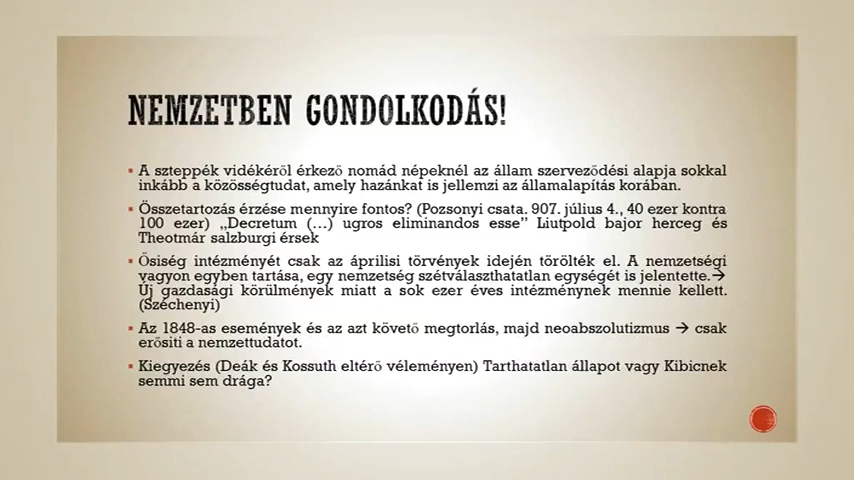 NEMZETBEN GONDOLKODÁS!
▪ A szteppék vidékéről érkező nomád népeknél az állam szerveződési alapja sokkal
inkább a közösségtudat, amely hazánkat is jellemzi az államalapítás korában.
▪ Összetartozás érzése mennyire fontos? (Pozsonyi csata. 907. július 4., 40 ezer kontra
100 ezer) „Decretum (…) ugros eliminandos esse” Liutpold bajor herceg és
Theotmár salzburgi érsek
▪ Ősiség intézményét csak az áprilisi törvények idején törölték el. A nemzetségi
vagyon egyben tartása, egy nemzetség szétválaszthatatlan egységét is jelentette.→
Új gazdasági körülmények miatt a sok ezer éves intézménynek mennie kellett.
(Széchenyi)
▪ Az 1848-as események és az azt követő megtorlás, majd neoabszolutizmus → csak
erősiti a nemzettudatot.
▪ Kiegyezés (Deák és Kossuth eltérő véleményen) Tarthatatlan állapot vagy Kibicnek
semmi sem drága?